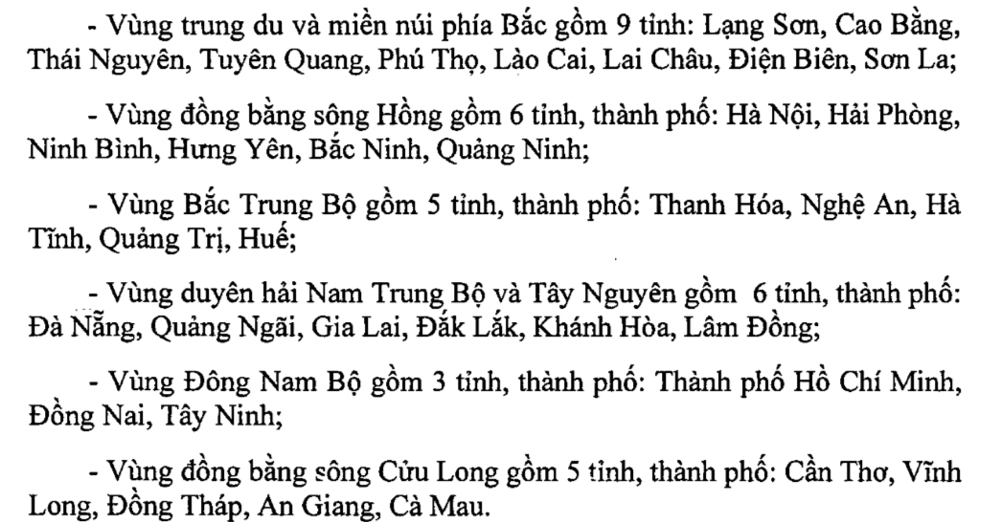 - Vùng trung du và miền núi phía Bắc gồm 9 tỉnh: Lạng Sơn, Cao Bằng,
Thái Nguyên, Tuyên Quang, Phú Thọ, Lào Cai, Lai Châu, Điện Biên, Sơn La;
- Vùng đồng bằng sông Hồng gồm 6 tỉnh, thành phố: Hà Nội, Hải Phòng,
Ninh Bình, Hưng Yên, Bắc Ninh, Quảng Ninh;
- Vùng Bắc Trung Bộ gồm 5 tỉnh, thành phố: Thanh Hóa, Nghệ An, Hà
Tĩnh, Quảng Trị, Huế;
- Vùng duyên hải Nam Trung Bộ và Tây Nguyên gồm 6 tỉnh, thành phố:
Đà Nẵng, Quảng Ngãi, Gia Lai, Đắk Lắk, Khánh Hòa, Lâm Đồng;
- Vùng Đông Nam Bộ gồm 3 tỉnh, thành phố: Thành phố Hồ Chí Minh,
Đồng Nai, Tây Ninh;
- Vùng đồng bằng sông Cửu Long gồm 5 tỉnh, thành phố: Cần Thơ, Vĩnh
Long, Đồng Tháp, An Giang, Cà Mau.